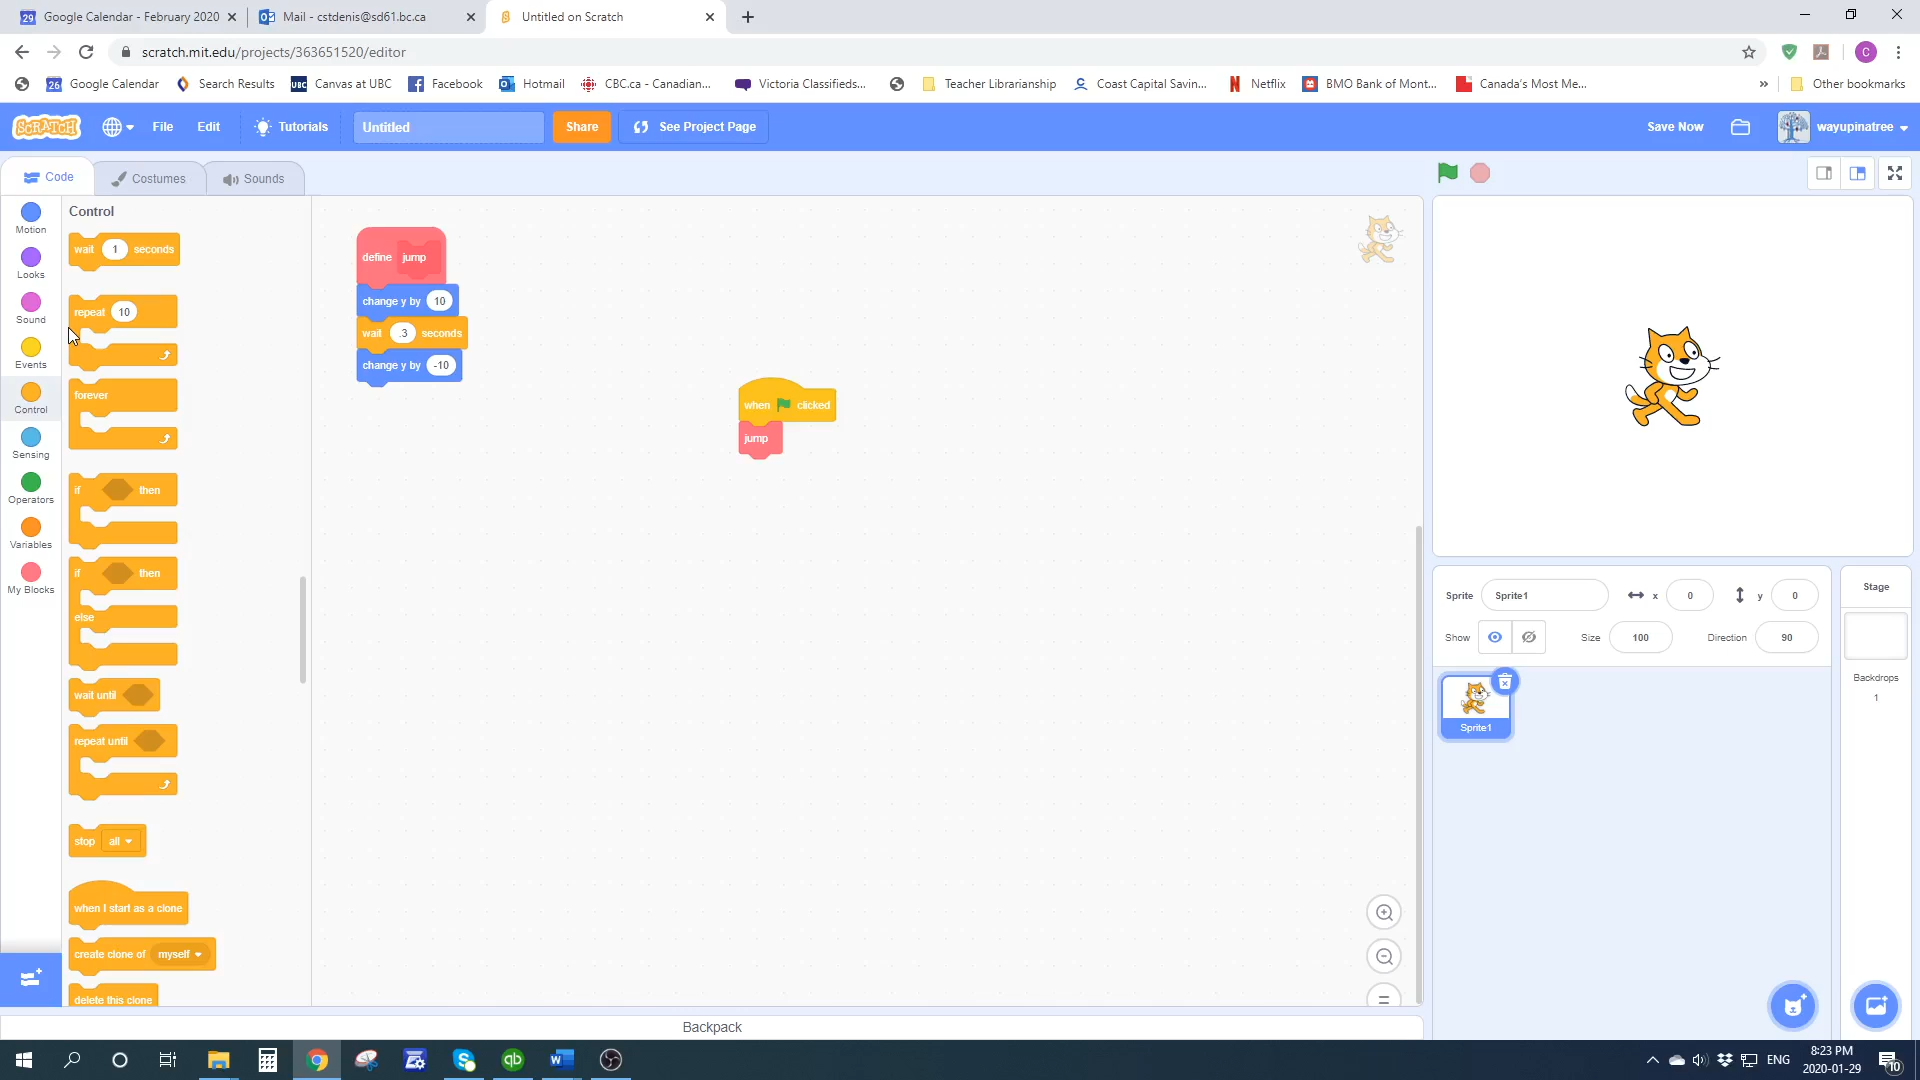 Google Calendar - February 2020
Mail - cstdenis@sd61.bc.ca
Untitled on Scratch
scratch.mit.edu/projects/363651520/editor
C
26 Google Calendar
Search Results
UBC Canvas at UBC
Facebook
Hotmail
CBC.ca - Canadian...
Victoria Classifieds...
Teacher Librarianship
Coast Capital Savin...
Netflix
BMO Bank of Mont...
Canada's Most Me...
»
Other bookmarks
SCRATCH
File
Edit
Tutorials
Untitled
Share
See Project Page
Save Now
wayupinatree
Code
Costumes
Sounds
Motion
Looks
Sound
Events
Control
Sensing
Operators
Variables
My Blocks
Control
wait 1 seconds
repeat 10
forever
if then
if then
else
wait until
repeat until
stop all
when I start as a clone
create clone of myself
delete this clone
define jump
change y by 10
wait .3 seconds
change y by -10
when clicked
jump
Sprite Sprite1 x 0 y 0
Show Size 100 Direction 90
Sprite1
Stage
Backdrops
1
Backpack
ENG
8:23 PM
2020-01-29
10